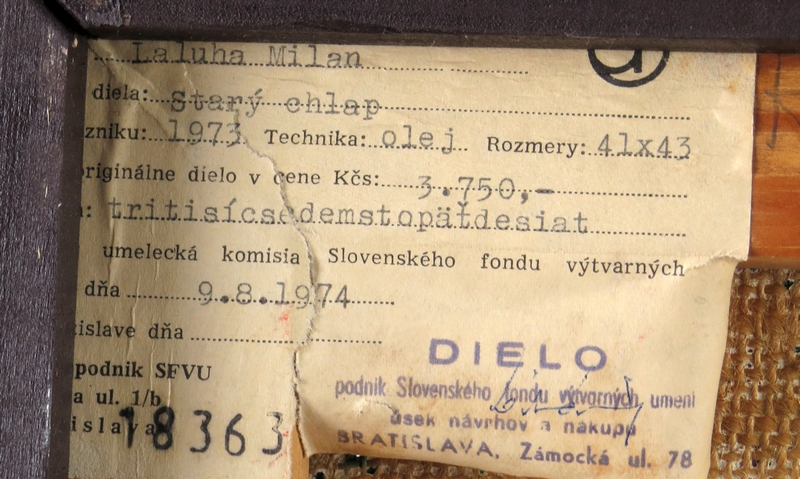 Laluha Milan
diela: Starý chlap
zniku: 1973 Technika: olej Rozmery: 41x43
riginálne dielo v cene Kčs: 3.750,-
: tritisícsedemstopäťdesiat
umelecká komisia Slovenského fondu výtvarných
dňa 9.8.1974
islave dňa
podnik SFVU
a ul. 1/b
islava
18363
DIELO
podnik Slovenského fondu výtvarných umení
úsek návrhov a nákupu
BRATISLAVA, Zámocká ul. 78